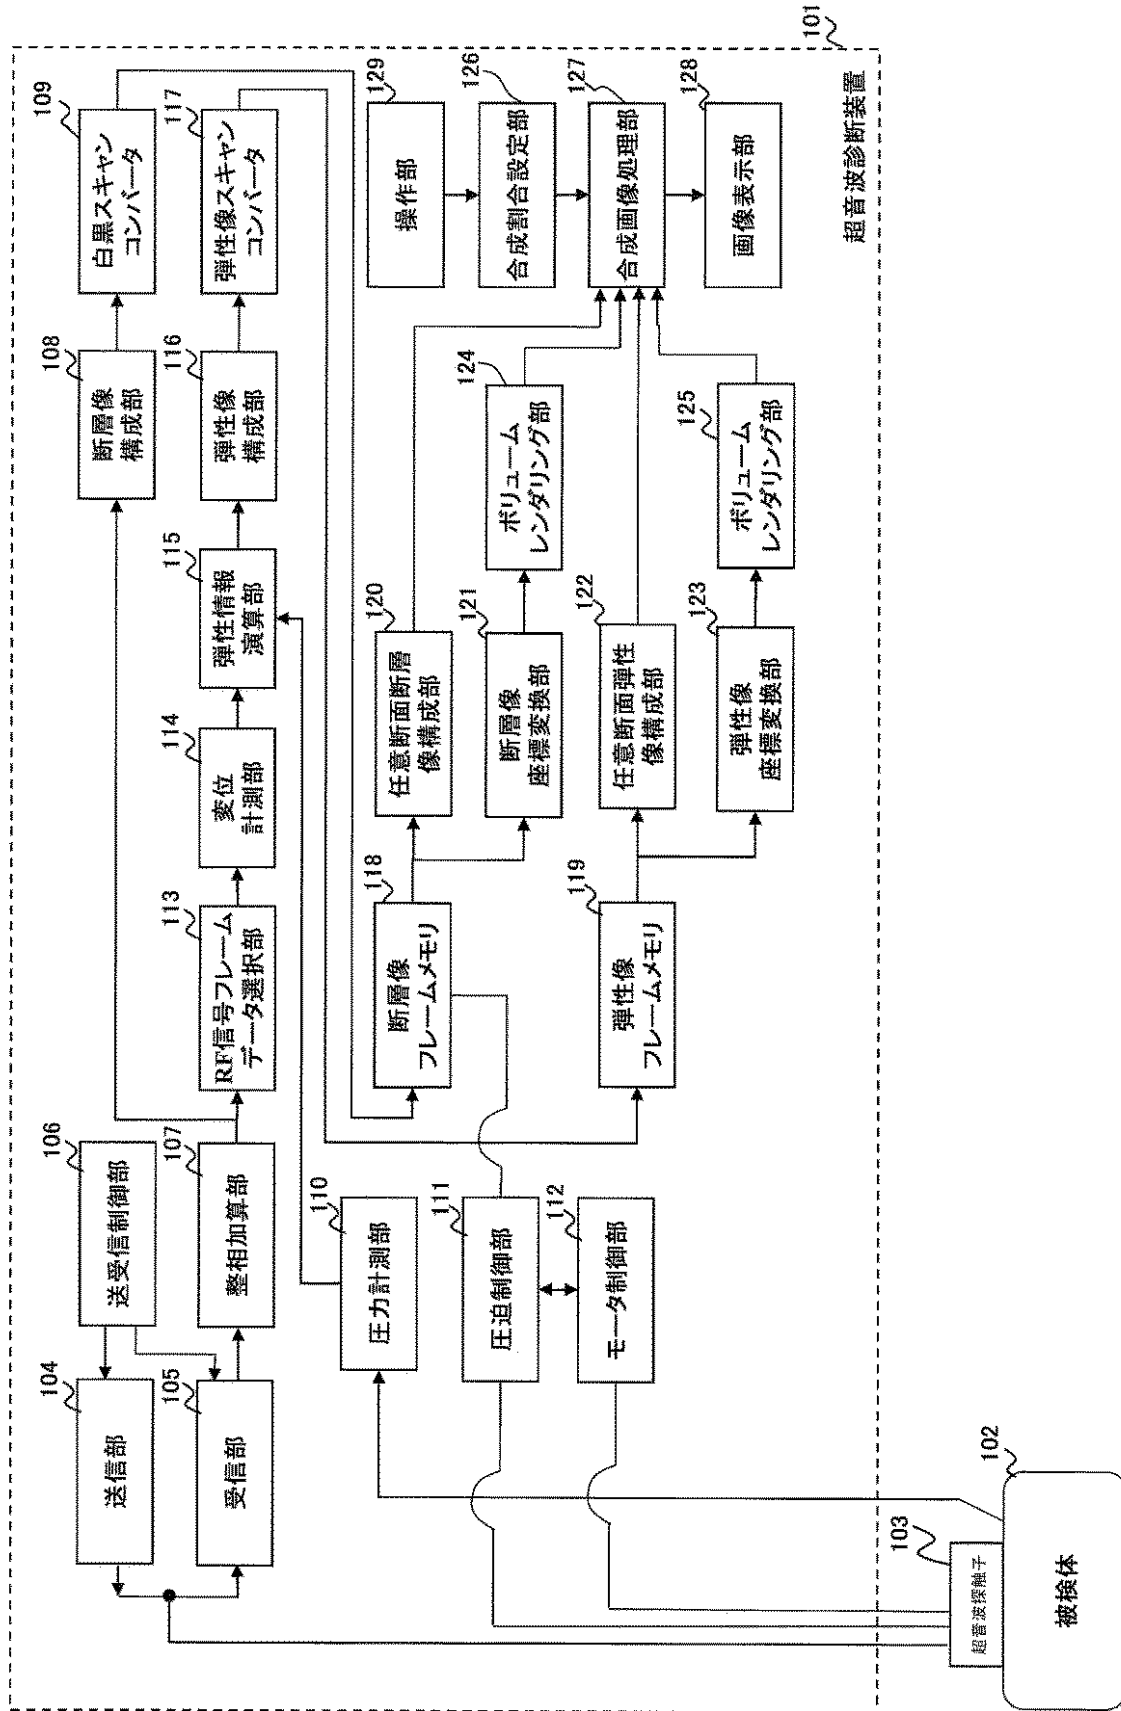 106
送受信制御部
104
送信部
105
受信部
107
整相加算部
108
断層像
構成部
109
白黒スキャン
コンバータ
113
RF信号フレーム
データ選択部
114
変位
計測部
115
弾性情報
演算部
116
弾性像
構成部
117
弾性像スキャン
コンバータ
110
圧力計測部
111
圧迫制御部
112
モータ制御部
118
断層像
フレームメモリ
119
弾性像
フレームメモリ
120
任意断面断層
像構成部
121
断層像
座標変換部
122
任意断面弾性
像構成部
123
弾性像
座標変換部
124
ボリューム
レンダリング部
125
ボリューム
レンダリング部
129
操作部
126
合成割合設定部
127
合成画像処理部
128
画像表示部
超音波診断装置
101
103
超音波探触子
102
被検体